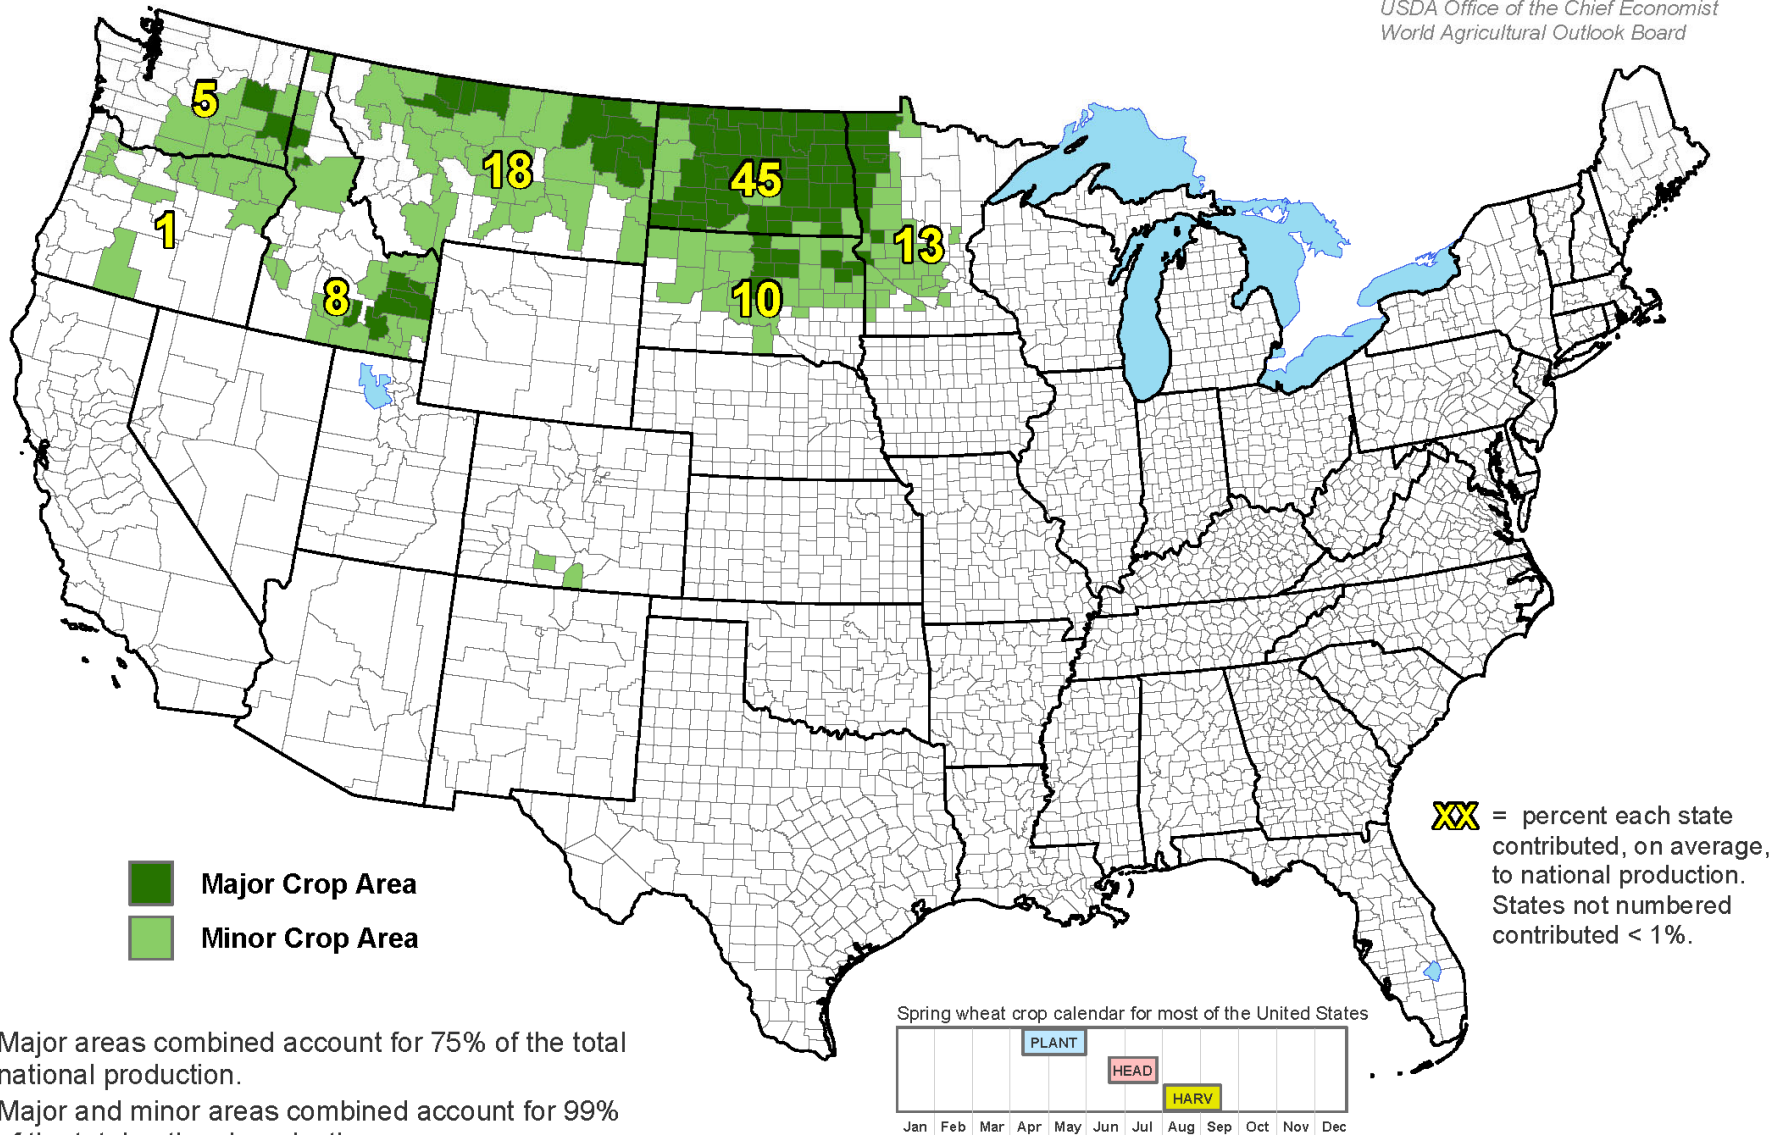 USDA Office of the Chief Economist
World Agricultural Outlook Board
5
18
45
1
13
8
10
XX = percent each state
contributed, on average,
to national production.
States not numbered
contributed < 1%.
Major Crop Area
Minor Crop Area
Major areas combined account for 75% of the total
national production.
Major and minor areas combined account for 99%
Spring wheat crop calendar for most of the United States
PLANT
HEAD
HARV
Jan Feb Mar Apr May Jun Jul Aug Sep Oct Nov Dec